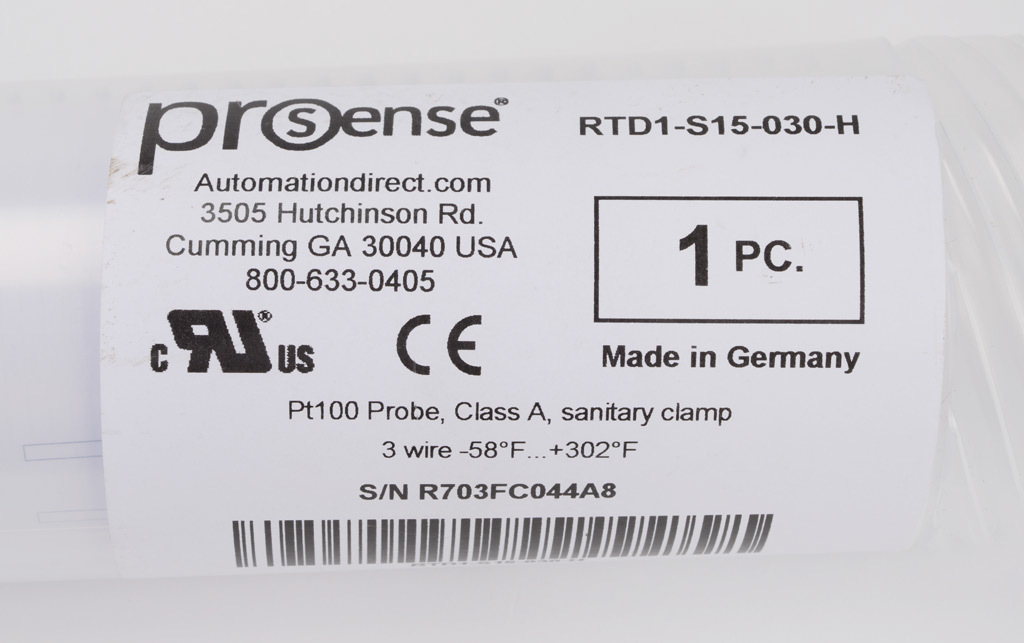 prosense®
RTD1-S15-030-H
Automationdirect.com
3505 Hutchinson Rd.
Cumming GA 30040 USA
800-633-0405
1 PC.
c RU® US
CE
Made in Germany
Pt100 Probe, Class A, sanitary clamp
3 wire -58°F...+302°F
S/N R703FC044A8